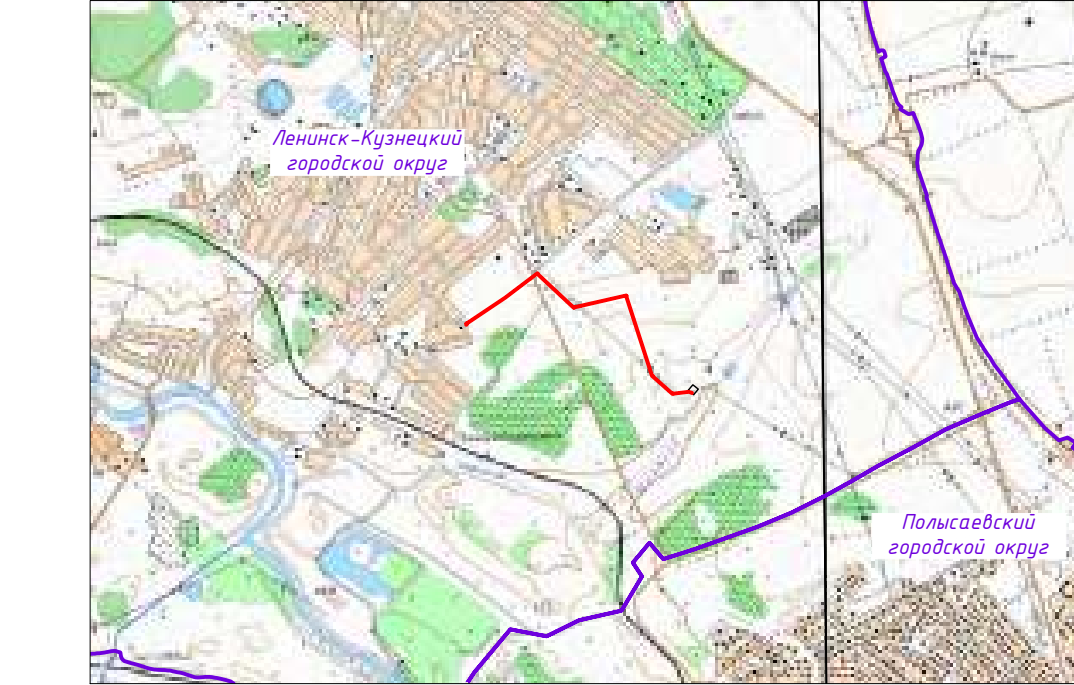 Ленинск-Кузнецкий
городской округ
Полысаевский
городской округ